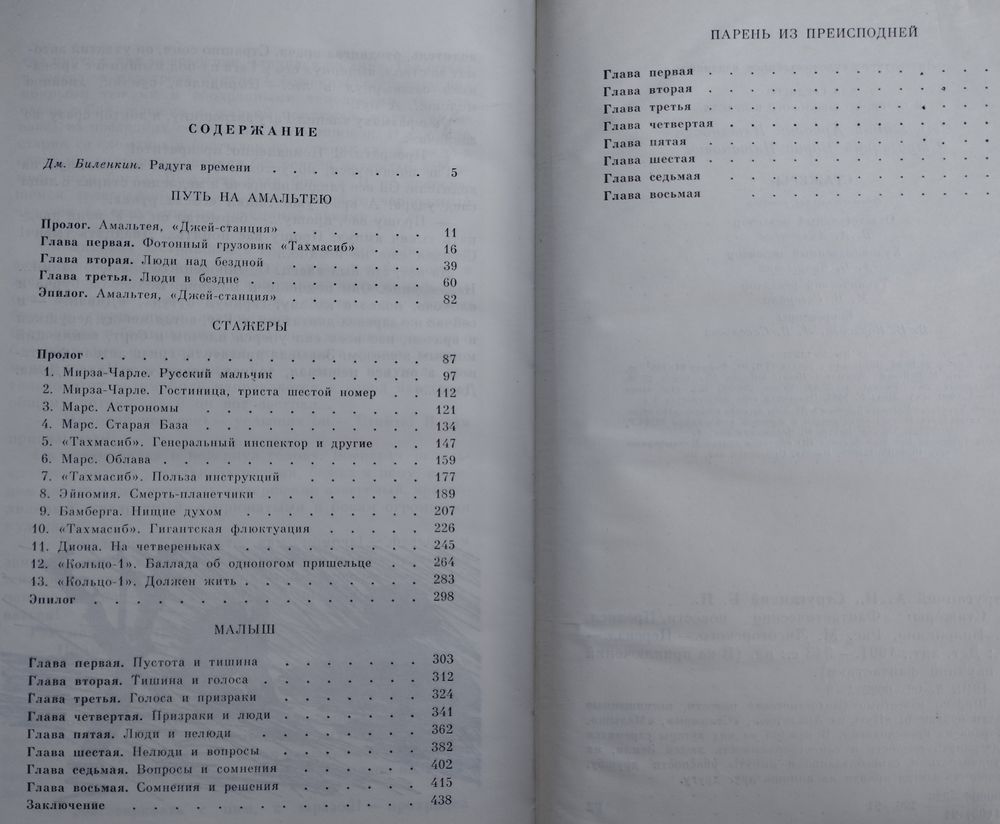 СОДЕРЖАНИЕ
Дм. Биленкин. Радуга времени . . . . . . . . 5
ПУТЬ НА АМАЛЬТЕЮ
Пролог. Амальтея, «Джей-станция» . . . . . . . 11
Глава первая. Фотонный грузовик «Тахмасиб» . . . 16
Глава вторая. Люди над бездной . . . . . . . 39
Глава третья. Люди в бездне . . . . . . . . 60
Эпилог. Амальтея, «Джей-станция» . . . . . . . 82
СТАЖЕРЫ
Пролог . . . . . . . . . . . . . . . . 87
1. Мирза-Чарле. Русский мальчик . . . . . . . 97
2. Мирза-Чарле. Гостиница, триста шестой номер . . 112
3. Марс. Астрономы . . . . . . . . . . . 121
4. Марс. Старая База . . . . . . . . . . . 134
5. «Тахмасиб». Генеральный инспектор и другие . . 147
6. Марс. Облава . . . . . . . . . . . . . 159
7. «Тахмасиб». Польза инструкций . . . . . . 177
8. Эйномия. Смерть-планетчики . . . . . . . . 189
9. Бамберга. Нищие духом . . . . . . . . . 207
10. «Тахмасиб». Гигантская флюктуация . . . . . . 226
11. Диона. На четвереньках . . . . . . . . . 245
12. «Кольцо-1». Баллада об одноногом пришельце . . 264
13. «Кольцо-1». Должен жить . . . . . . . . . 283
Эпилог . . . . . . . . . . . . . . . . 298
МАЛЫШ
Глава первая. Пустота и тишина . . . . . . . 303
Глава вторая. Тишина и голоса . . . . . . . . 312
Глава третья. Голоса и призраки . . . . . . . 324
Глава четвертая. Призраки и люди . . . . . . . 341
Глава пятая. Люди и нелюди . . . . . . . . 362
Глава шестая. Нелюди и вопросы . . . . . . . 382
Глава седьмая. Вопросы и сомнения . . . . . . 402
Глава восьмая. Сомнения и решения . . . . . . 415
Заключение . . . . . . . . . . . . . . 438
ПАРЕНЬ ИЗ ПРЕИСПОДНЕЙ
Глава первая . . . . . . . . . . . . .
Глава вторая . . . . . . . . . . . . .
Глава третья . . . . . . . . . . . . .
Глава четвертая . . . . . . . . . . . .
Глава пятая . . . . . . . . . . . . .
Глава шестая . . . . . . . . . . . . .
Глава седьмая . . . . . . . . . . . .
Глава восьмая . . . . . . . . . . . .